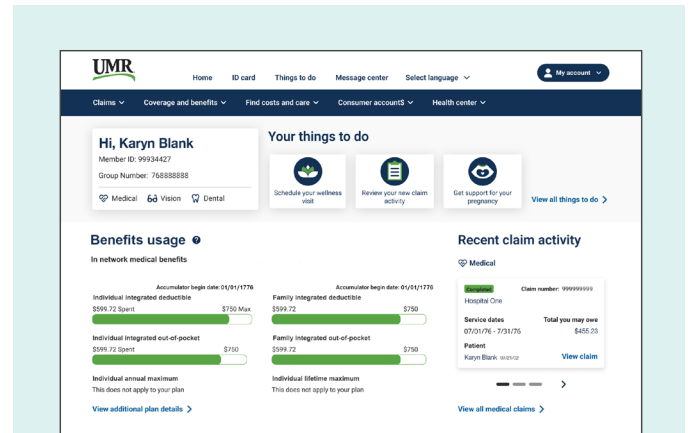 UMR
Home ID card Things to do Message center Select language
My account
Claims Coverage and benefits Find costs and care Consumer account$ Health center
Hi, Karyn Blank
Member ID: 99934427
Group Number: 768888888
Medical Vision Dental
Your things to do
Schedule your wellness
visit
Review your new claim
activity
Get support for your
pregnancy
View all things to do
Benefits usage ?
In network medical benefits
Accumulator begin date: 01/01/1776
Individual integrated deductible
$599.72 Spent $750 Max
Individual integrated out-of-pocket
$599.72 Spent $750
Individual annual maximum
This does not apply to your plan
View additional plan details
Accumulator begin date: 01/01/1776
Family integrated deductible
$599.72 $750
Family integrated out-of-pocket
$599.72 $750
Individual lifetime maximum
This does not apply to your plan
Recent claim activity
Medical
Completed Claim number: 999999999
Hospital One
Service dates Total you may owe
07/01/76 - 7/31/76 $455.23
Patient
Karyn Blank
View claim
View all medical claims